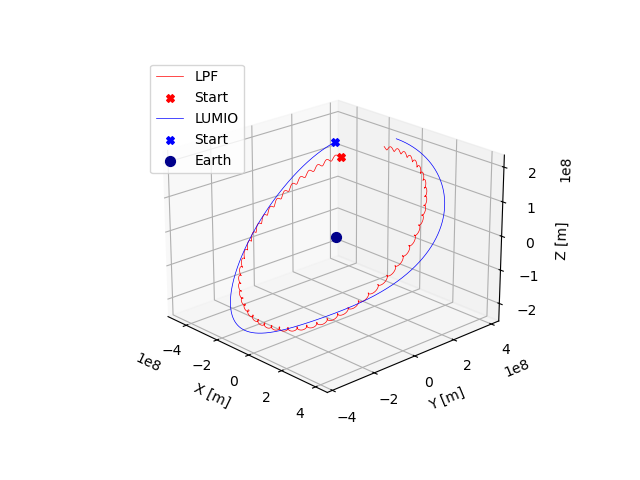 LPF
Start
LUMIO
Start
Earth
1e8
2
1
0
−1
−2
Z [m]
−4
−2
0
2
4
1e8
X [m]
−4
−2
0
2
4
1e8
Y [m]